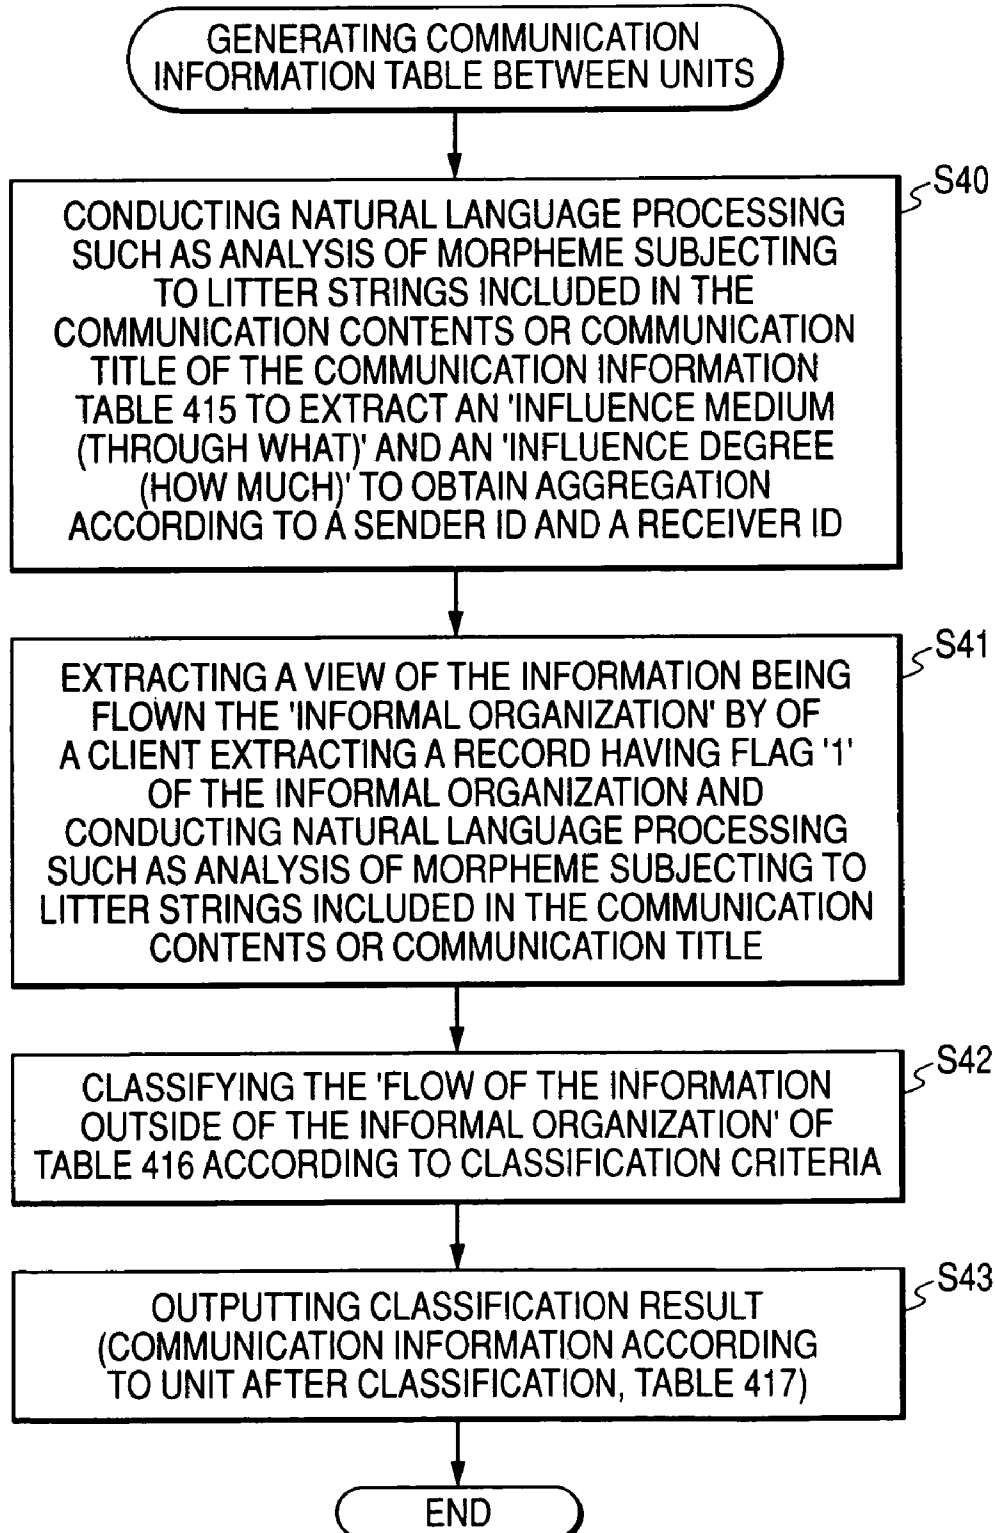 GENERATING COMMUNICATION
INFORMATION TABLE BETWEEN UNITS
S40
CONDUCTING NATURAL LANGUAGE PROCESSING
SUCH AS ANALYSIS OF MORPHEME SUBJECTING
TO LITTER STRINGS INCLUDED IN THE
COMMUNICATION CONTENTS OR COMMUNICATION
TITLE OF THE COMMUNICATION INFORMATION
TABLE 415 TO EXTRACT AN 'INFLUENCE MEDIUM
(THROUGH WHAT)' AND AN 'INFLUENCE DEGREE
(HOW MUCH)' TO OBTAIN AGGREGATION
ACCORDING TO A SENDER ID AND A RECEIVER ID
S41
EXTRACTING A VIEW OF THE INFORMATION BEING
FLOWN THE 'INFORMAL ORGANIZATION' BY OF
A CLIENT EXTRACTING A RECORD HAVING FLAG '1'
OF THE INFORMAL ORGANIZATION AND
CONDUCTING NATURAL LANGUAGE PROCESSING
SUCH AS ANALYSIS OF MORPHEME SUBJECTING TO
LITTER STRINGS INCLUDED IN THE COMMUNICATION
CONTENTS OR COMMUNICATION TITLE
S42
CLASSIFYING THE 'FLOW OF THE INFORMATION
OUTSIDE OF THE INFORMAL ORGANIZATION' OF
TABLE 416 ACCORDING TO CLASSIFICATION CRITERIA
S43
OUTPUTTING CLASSIFICATION RESULT
(COMMUNICATION INFORMATION ACCORDING
TO UNIT AFTER CLASSIFICATION, TABLE 417)
END